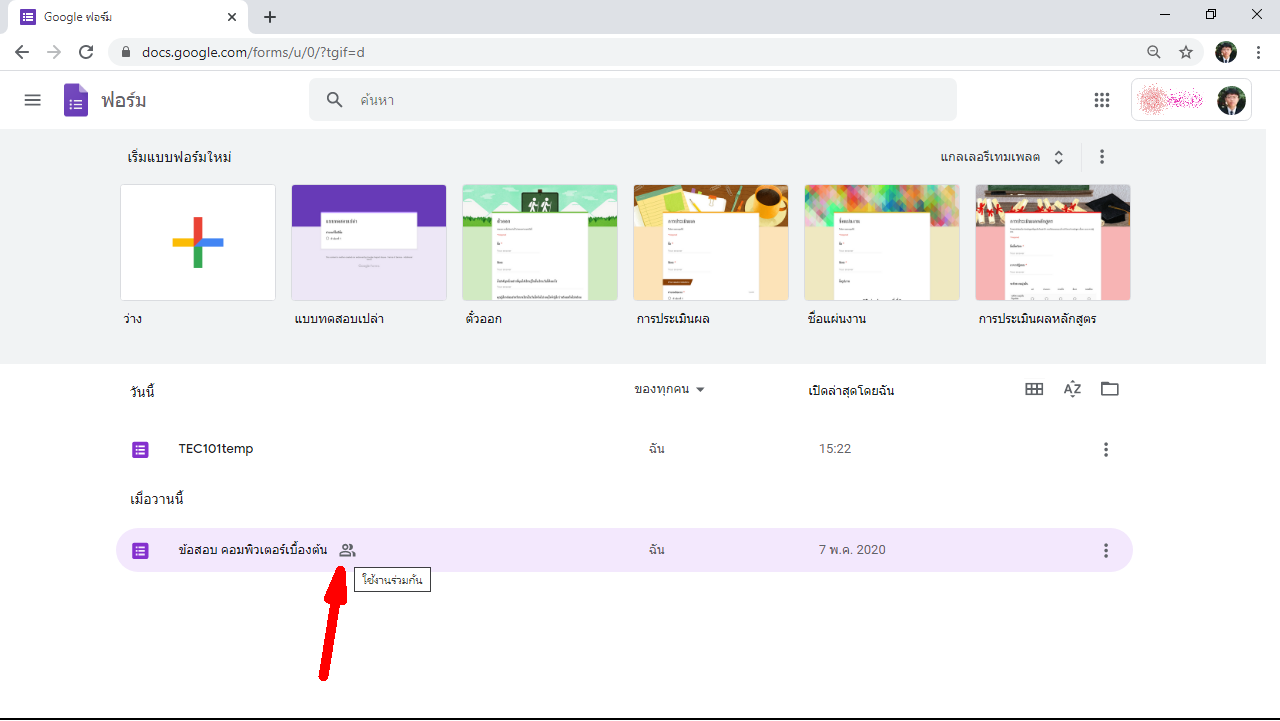 Google ฟอร์ม
docs.google.com/forms/u/0/?tgif=d
ฟอร์ม
ค้นหา
เริ่มแบบฟอร์มใหม่
แกลเลอรีเทมเพลต
ว่าง
แบบทดสอบเปล่า
ตั๋วออก
การประเมินผล
ชื่อแผ่นงาน
การประเมินผลหลักสูตร
วันนี้
ของทุกคน
เปิดล่าสุดโดยฉัน
AZ
TEC101temp
ฉัน
15:22
เมื่อวานนี้
ข้อสอบ คอมพิวเตอร์เบื้องต้น
ฉัน
7 พ.ค. 2020
ใช้งานร่วมกัน